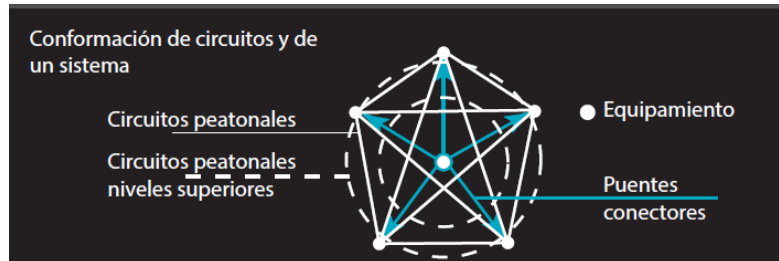 Conformación de circuitos y de
un sistema
Circuitos peatonales
Circuitos peatonales
niveles superiores
Equipamiento
Puentes
conectores